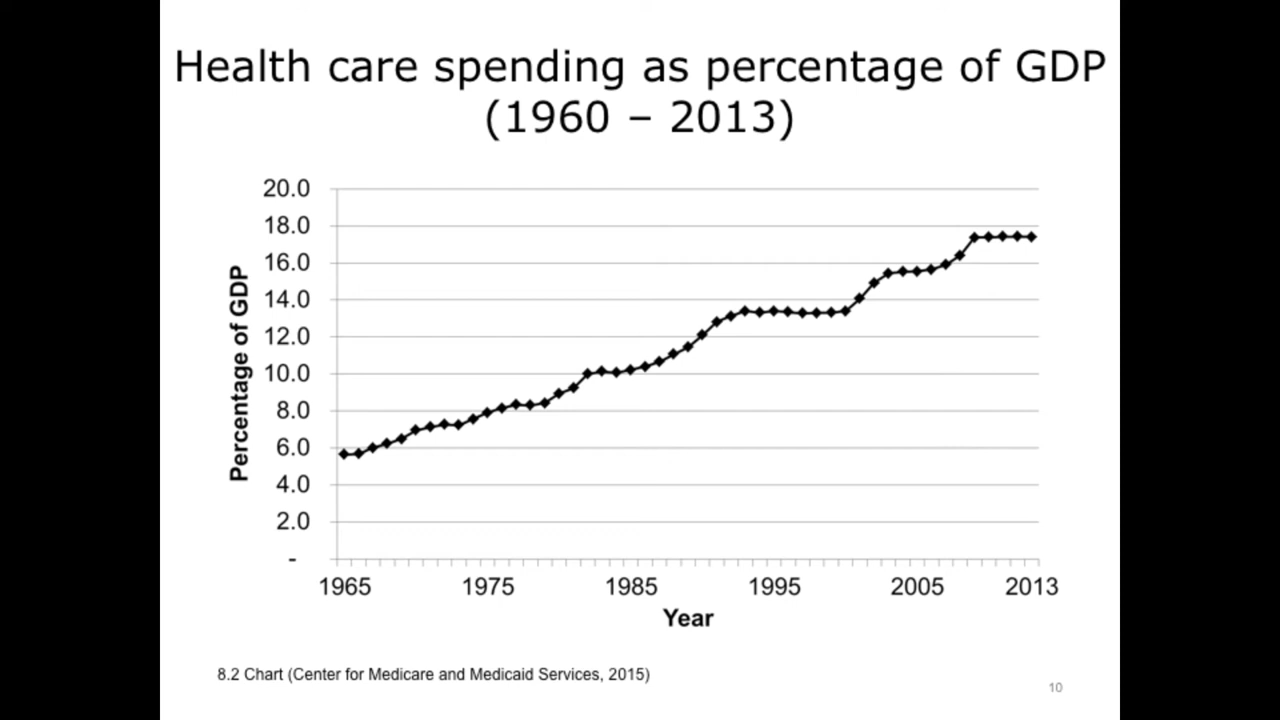 Health care spending as percentage of GDP
(1960 – 2013)
20.0
18.0
16.0
14.0
12.0
10.0
8.0
6.0
4.0
2.0
-
Percentage of GDP
1965 1975 1985 1995 2005 2013
Year
8.2 Chart (Center for Medicare and Medicaid Services, 2015)
10